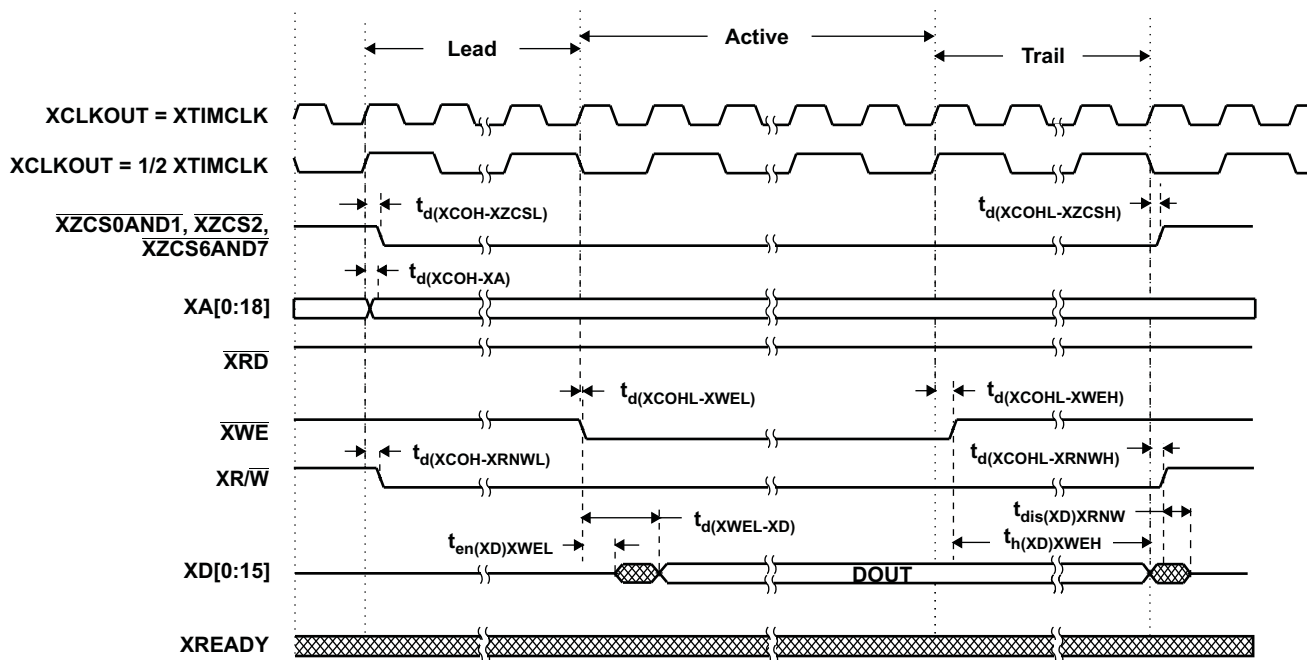 Lead
Active
Trail
XCLKOUT = XTIMCLK
XCLKOUT = 1/2 XTIMCLK
td(XCOH-XZCSL)
td(XCOHL-XZCSH)
XZCS0AND1, XZCS2,
XZCS6AND7
td(XCOH-XA)
XA[0:18]
XRD
td(XCOHL-XWEL)
td(XCOHL-XWEH)
XWE
td(XCOH-XRNWL)
td(XCOHL-XRNWH)
XR/W
td(XWEL-XD)
tdis(XD)XRNW
ten(XD)XWEL
th(XD)XWEH
XD[0:15]
DOUT
XREADY